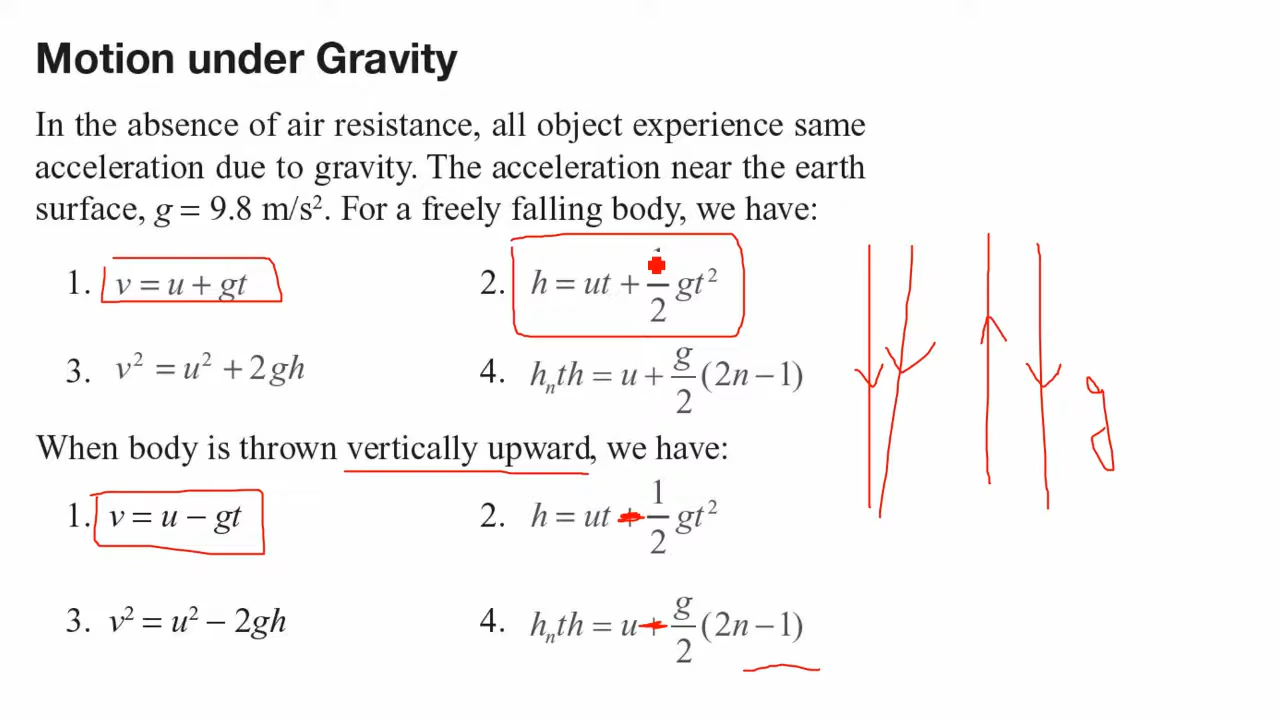 Motion under Gravity
In the absence of air resistance, all object experience same
acceleration due to gravity. The acceleration near the earth
surface, g = 9.8 m/s². For a freely falling body, we have:
1. v = u + gt 2. h = ut + 1/2 gt²
3. v² = u² + 2gh 4. hₙth = u + g/2 (2n − 1)
When body is thrown vertically upward, we have:
1. v = u − gt 2. h = ut − 1/2 gt²
3. v² = u² − 2gh 4. hₙth = u − g/2 (2n − 1)
g